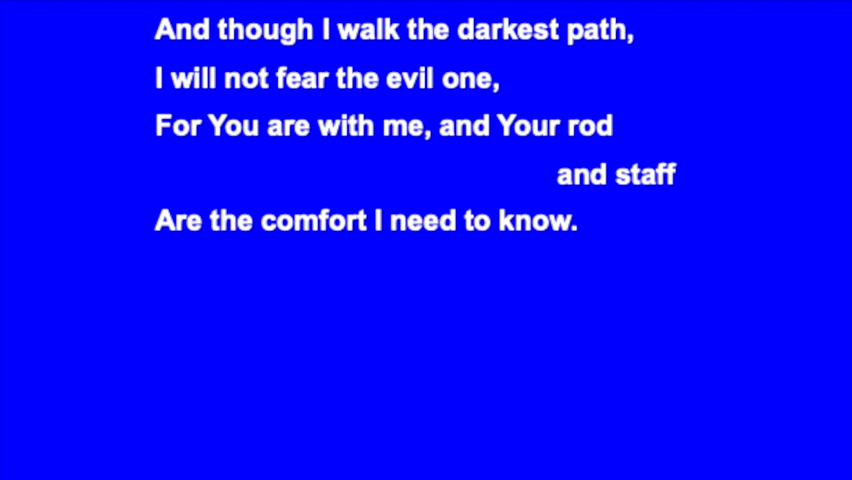 And though I walk the darkest path,
I will not fear the evil one,
For You are with me, and Your rod
and staff
Are the comfort I need to know.